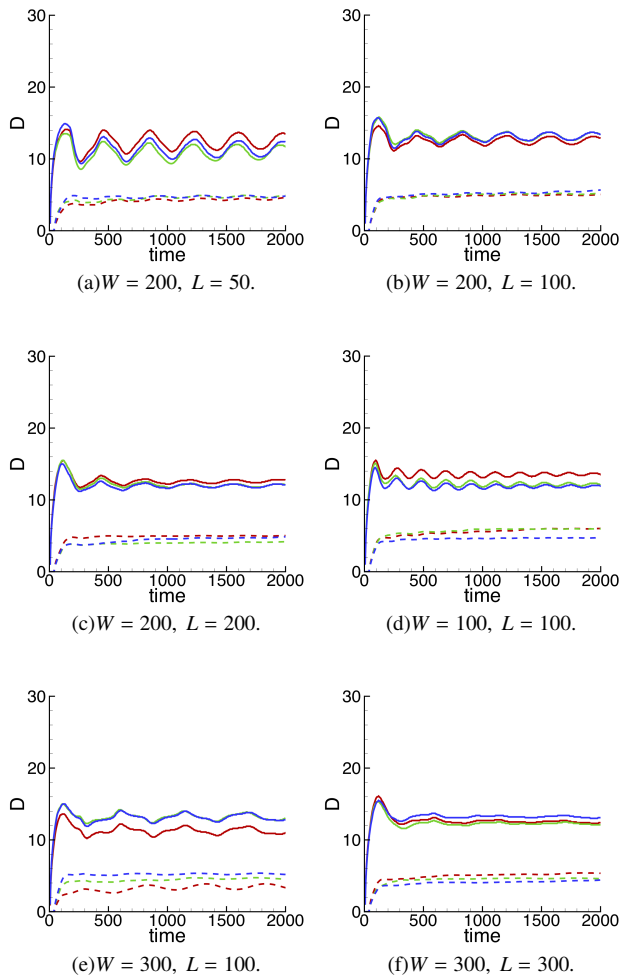 30
20
D
10
0
0 500 1000 1500 2000
time
(a)W = 200, L = 50.
30
20
10
0
0 500 1000 1500 2000
time
(b)W = 200, L = 100.
30
20
D
10
0
0 500 1000 1500 2000
time
(c)W = 200, L = 200.
30
20
10
0
0 500 1000 1500 2000
time
(d)W = 100, L = 100.
30
20
D
10
0
0 500 1000 1500 2000
time
(e)W = 300, L = 100.
30
20
D
10
0
0 500 1000 1500 2000
time
(f)W = 300, L = 300.